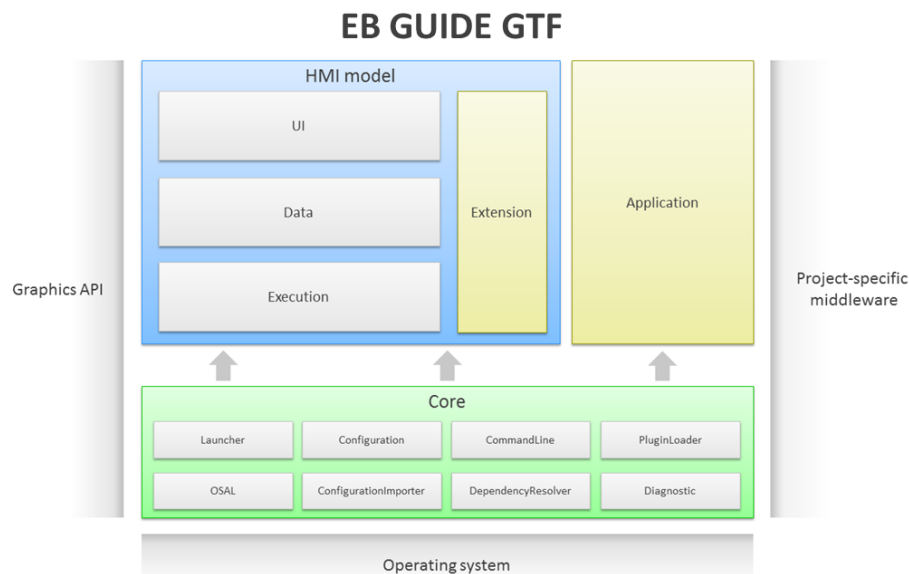 EB GUIDE GTF
HMI model
UI
Data
Extension
Execution
Application
Graphics API
Project-specific
middleware
Core
Launcher
Configuration
CommandLine
PluginLoader
OSAL
ConfigurationImporter
DependencyResolver
Diagnostic
Operating system